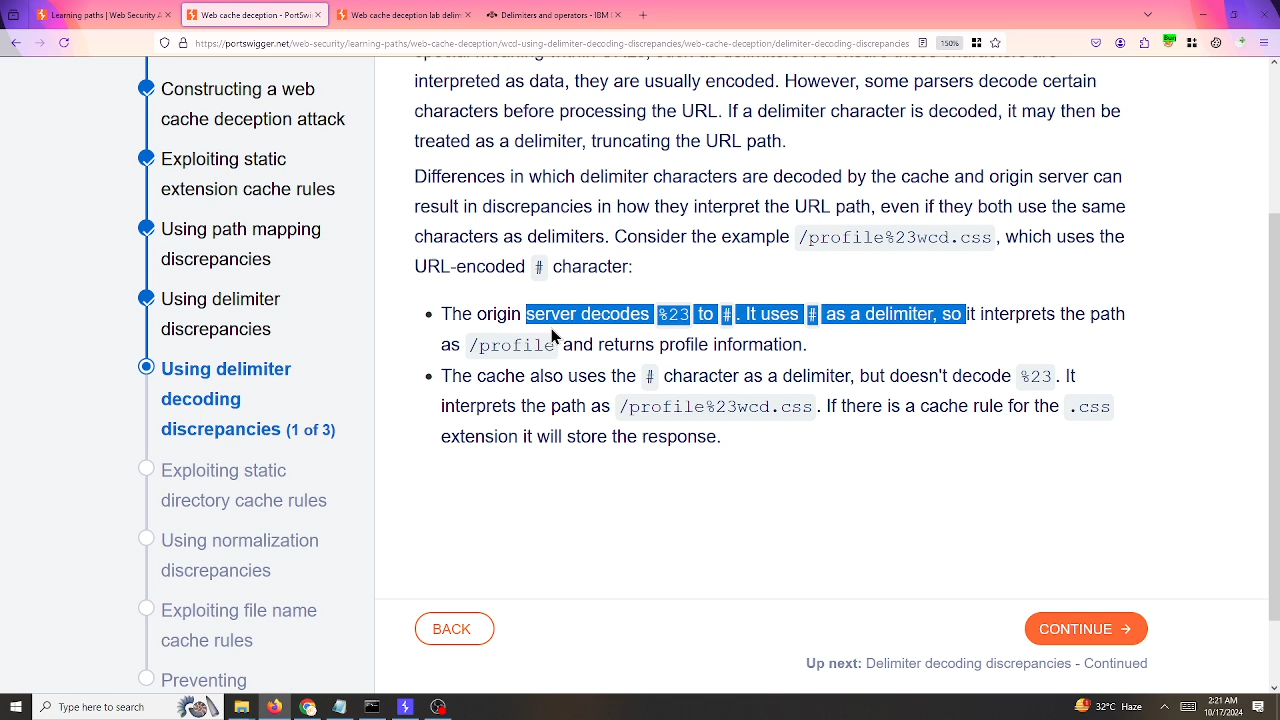 Learning paths | Web Security A
Web cache deception - PortSwi
Web cache deception lab delim
Delimiters and operators - IBM
https://portswigger.net/web-security/learning-paths/web-cache-deception/wcd-using-delimiter-decoding-discrepancies/web-cache-deception/delimiter-decoding-discrepancies
150%
Constructing a web
cache deception attack
Exploiting static
extension cache rules
Using path mapping
discrepancies
Using delimiter
discrepancies
Using delimiter
decoding
discrepancies (1 of 3)
Exploiting static
directory cache rules
Using normalization
discrepancies
Exploiting file name
cache rules
Preventing
interpreted as data, they are usually encoded. However, some parsers decode certain
characters before processing the URL. If a delimiter character is decoded, it may then be
treated as a delimiter, truncating the URL path.
Differences in which delimiter characters are decoded by the cache and origin server can
result in discrepancies in how they interpret the URL path, even if they both use the same
characters as delimiters. Consider the example /profile%23wcd.css, which uses the
URL-encoded # character:
• The origin server decodes %23 to #. It uses # as a delimiter, so it interprets the path
as /profile and returns profile information.
• The cache also uses the # character as a delimiter, but doesn't decode %23. It
interprets the path as /profile%23wcd.css. If there is a cache rule for the .css
extension it will store the response.
BACK
CONTINUE →
Up next: Delimiter decoding discrepancies - Continued
Type here to search
32°C Haze
2:21 AM
10/17/2024